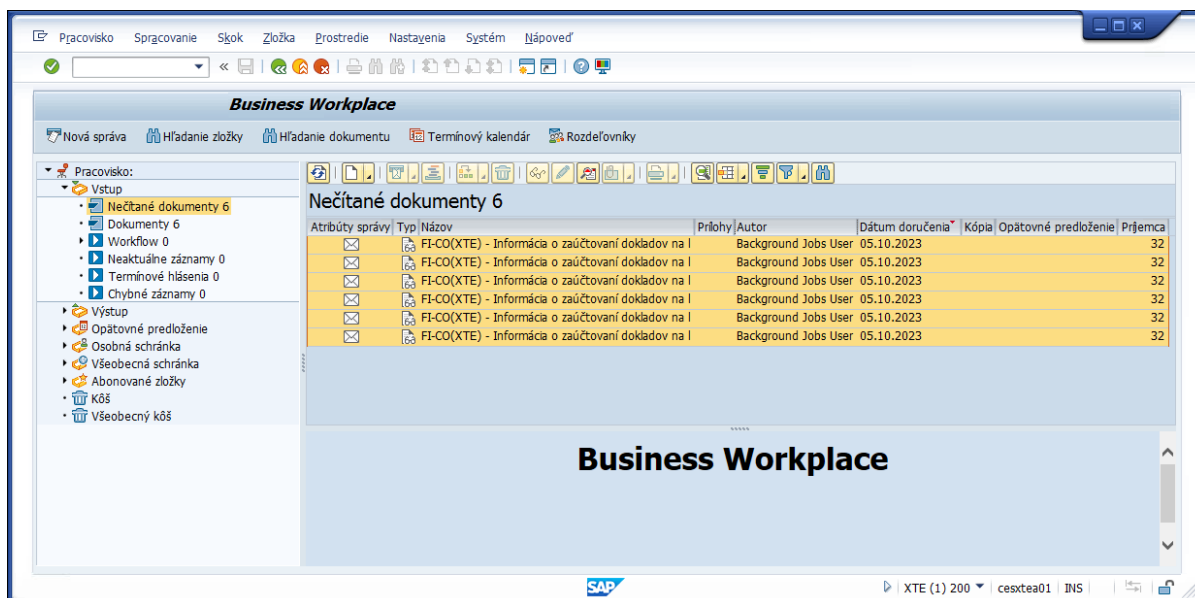 Pracovisko Spracovanie Skok Zložka Prostredie Nastavenia Systém Nápoveď
Business Workplace
Nová správa Hľadanie zložky Hľadanie dokumentu Termínový kalendár Rozdeľovníky
Pracovisko:
Vstup
Nečítané dokumenty 6
Dokumenty 6
Workflow 0
Neaktuálne záznamy 0
Termínové hlásenia 0
Chybné záznamy 0
Výstup
Opätovné predloženie
Osobná schránka
Všeobecná schránka
Abonované zložky
Kôš
Všeobecný kôš
Nečítané dokumenty 6
Atribúty správy Typ Názov Prílohy Autor Dátum doručenia Kópia Opätovné predloženie Príjemca
FI-CO(XTE) - Informácia o zaúčtovaní dokladov na l Background Jobs User 05.10.2023 32
FI-CO(XTE) - Informácia o zaúčtovaní dokladov na l Background Jobs User 05.10.2023 32
FI-CO(XTE) - Informácia o zaúčtovaní dokladov na l Background Jobs User 05.10.2023 32
FI-CO(XTE) - Informácia o zaúčtovaní dokladov na l Background Jobs User 05.10.2023 32
FI-CO(XTE) - Informácia o zaúčtovaní dokladov na l Background Jobs User 05.10.2023 32
FI-CO(XTE) - Informácia o zaúčtovaní dokladov na l Background Jobs User 05.10.2023 32
Business Workplace
SAP XTE (1) 200 cesxtea01 INS